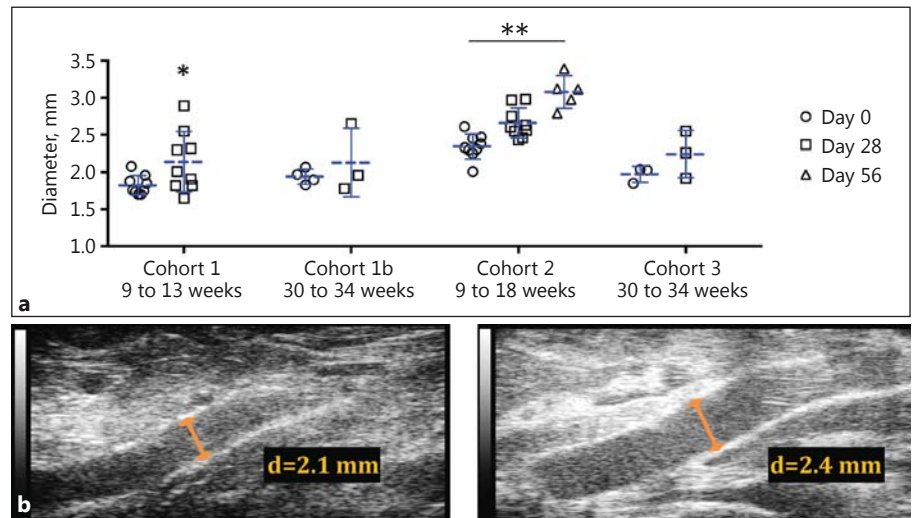 **
3.5
*
3.0
2.5
2.0
1.5
1.0
Diameter, mm
Day 0
Day 28
Day 56
Cohort 1
9 to 13 weeks
Cohort 1b
30 to 34 weeks
Cohort 2
9 to 18 weeks
Cohort 3
30 to 34 weeks
a
d=2.1 mm
d=2.4 mm
b